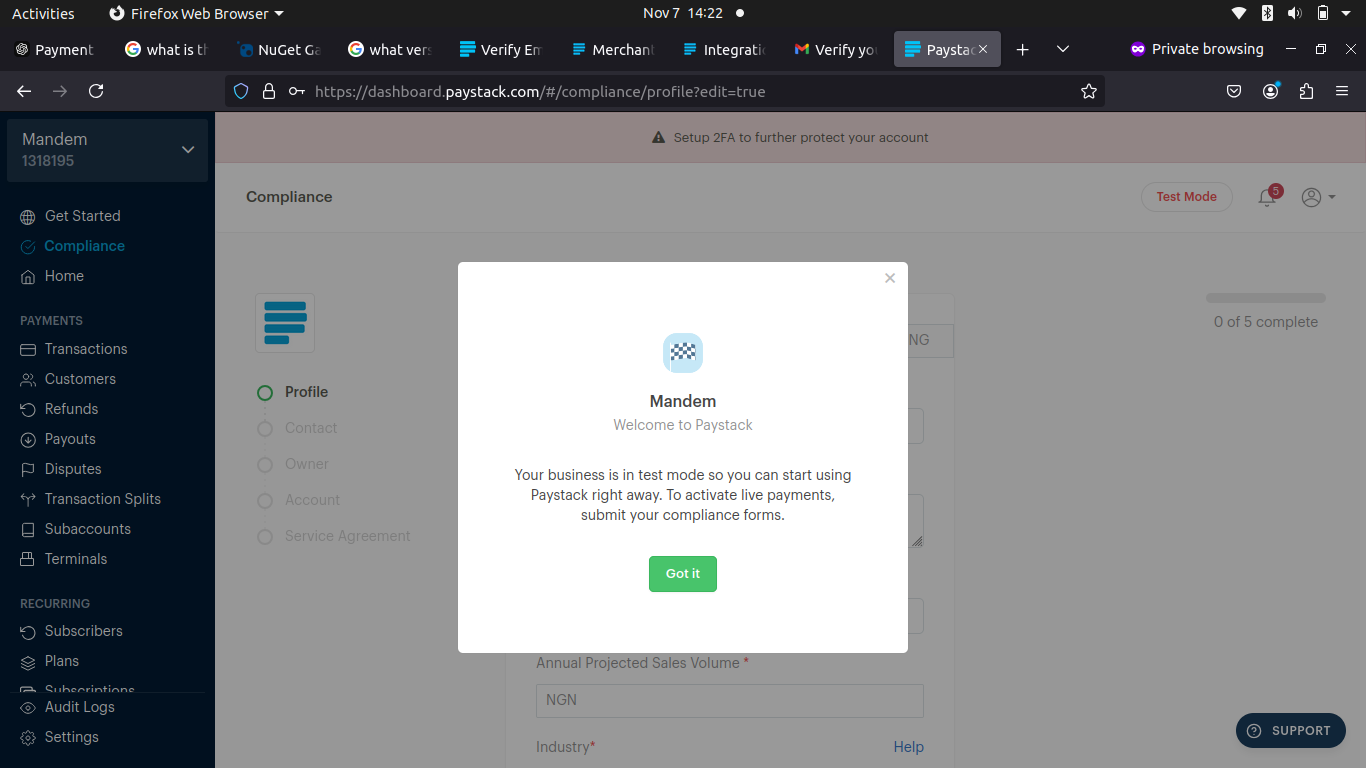 Activities
Firefox Web Browser
Nov 7 14:22
Payment
what is th
NuGet Ga
what vers
Verify Em
Merchant
Integratio
Verify you
Paystac
Private browsing
https://dashboard.paystack.com/#/compliance/profile?edit=true
Mandem
1318195
Get Started
Compliance
Home
PAYMENTS
Transactions
Customers
Refunds
Payouts
Disputes
Transaction Splits
Subaccounts
Terminals
RECURRING
Subscribers
Plans
Subscriptions
Audit Logs
Settings
Setup 2FA to further protect your account
Compliance
Test Mode
5
Profile
Contact
Owner
Account
Service Agreement
NG
0 of 5 complete
Mandem
Welcome to Paystack
Your business is in test mode so you can start using
Paystack right away. To activate live payments,
submit your compliance forms.
Got it
Annual Projected Sales Volume *
NGN
Industry*
Help
SUPPORT